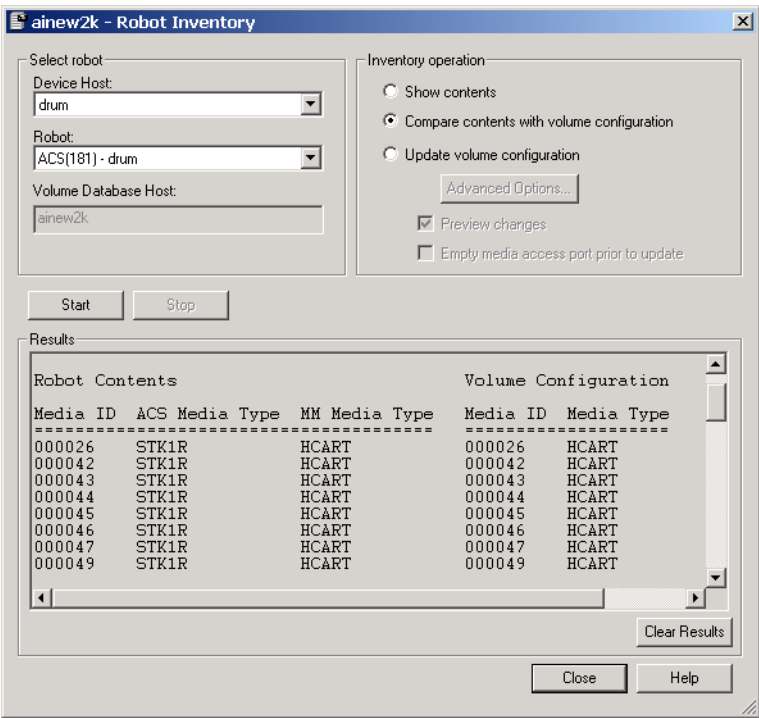 ainew2k - Robot Inventory
Select robot
Device Host:
drum
Robot:
ACS(181) - drum
Volume Database Host:
ainew2k
Inventory operation
Show contents
Compare contents with volume configuration
Update volume configuration
Advanced Options...
Preview changes
Empty media access port prior to update
Start Stop
Results
Robot Contents Volume Configuration
Media ID ACS Media Type MM Media Type Media ID Media Type
======================================= ====================
000026 STK1R HCART 000026 HCART
000042 STK1R HCART 000042 HCART
000043 STK1R HCART 000043 HCART
000044 STK1R HCART 000044 HCART
000045 STK1R HCART 000045 HCART
000046 STK1R HCART 000046 HCART
000047 STK1R HCART 000047 HCART
000049 STK1R HCART 000049 HCART
Clear Results
Close Help